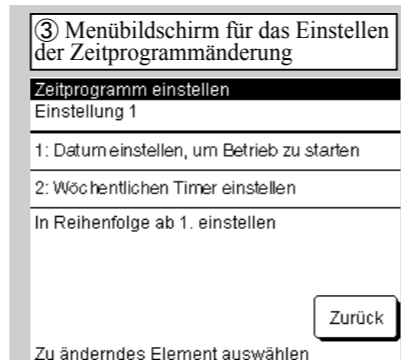 ③ Menübildschirm für das Einstellen
der Zeitprogrammänderung
Zeitprogramm einstellen
Einstellung 1
1: Datum einstellen, um Betrieb zu starten
2: Wöchentlichen Timer einstellen
In Reihenfolge ab 1. einstellen
Zurück
Zu änderndes Element auswählen